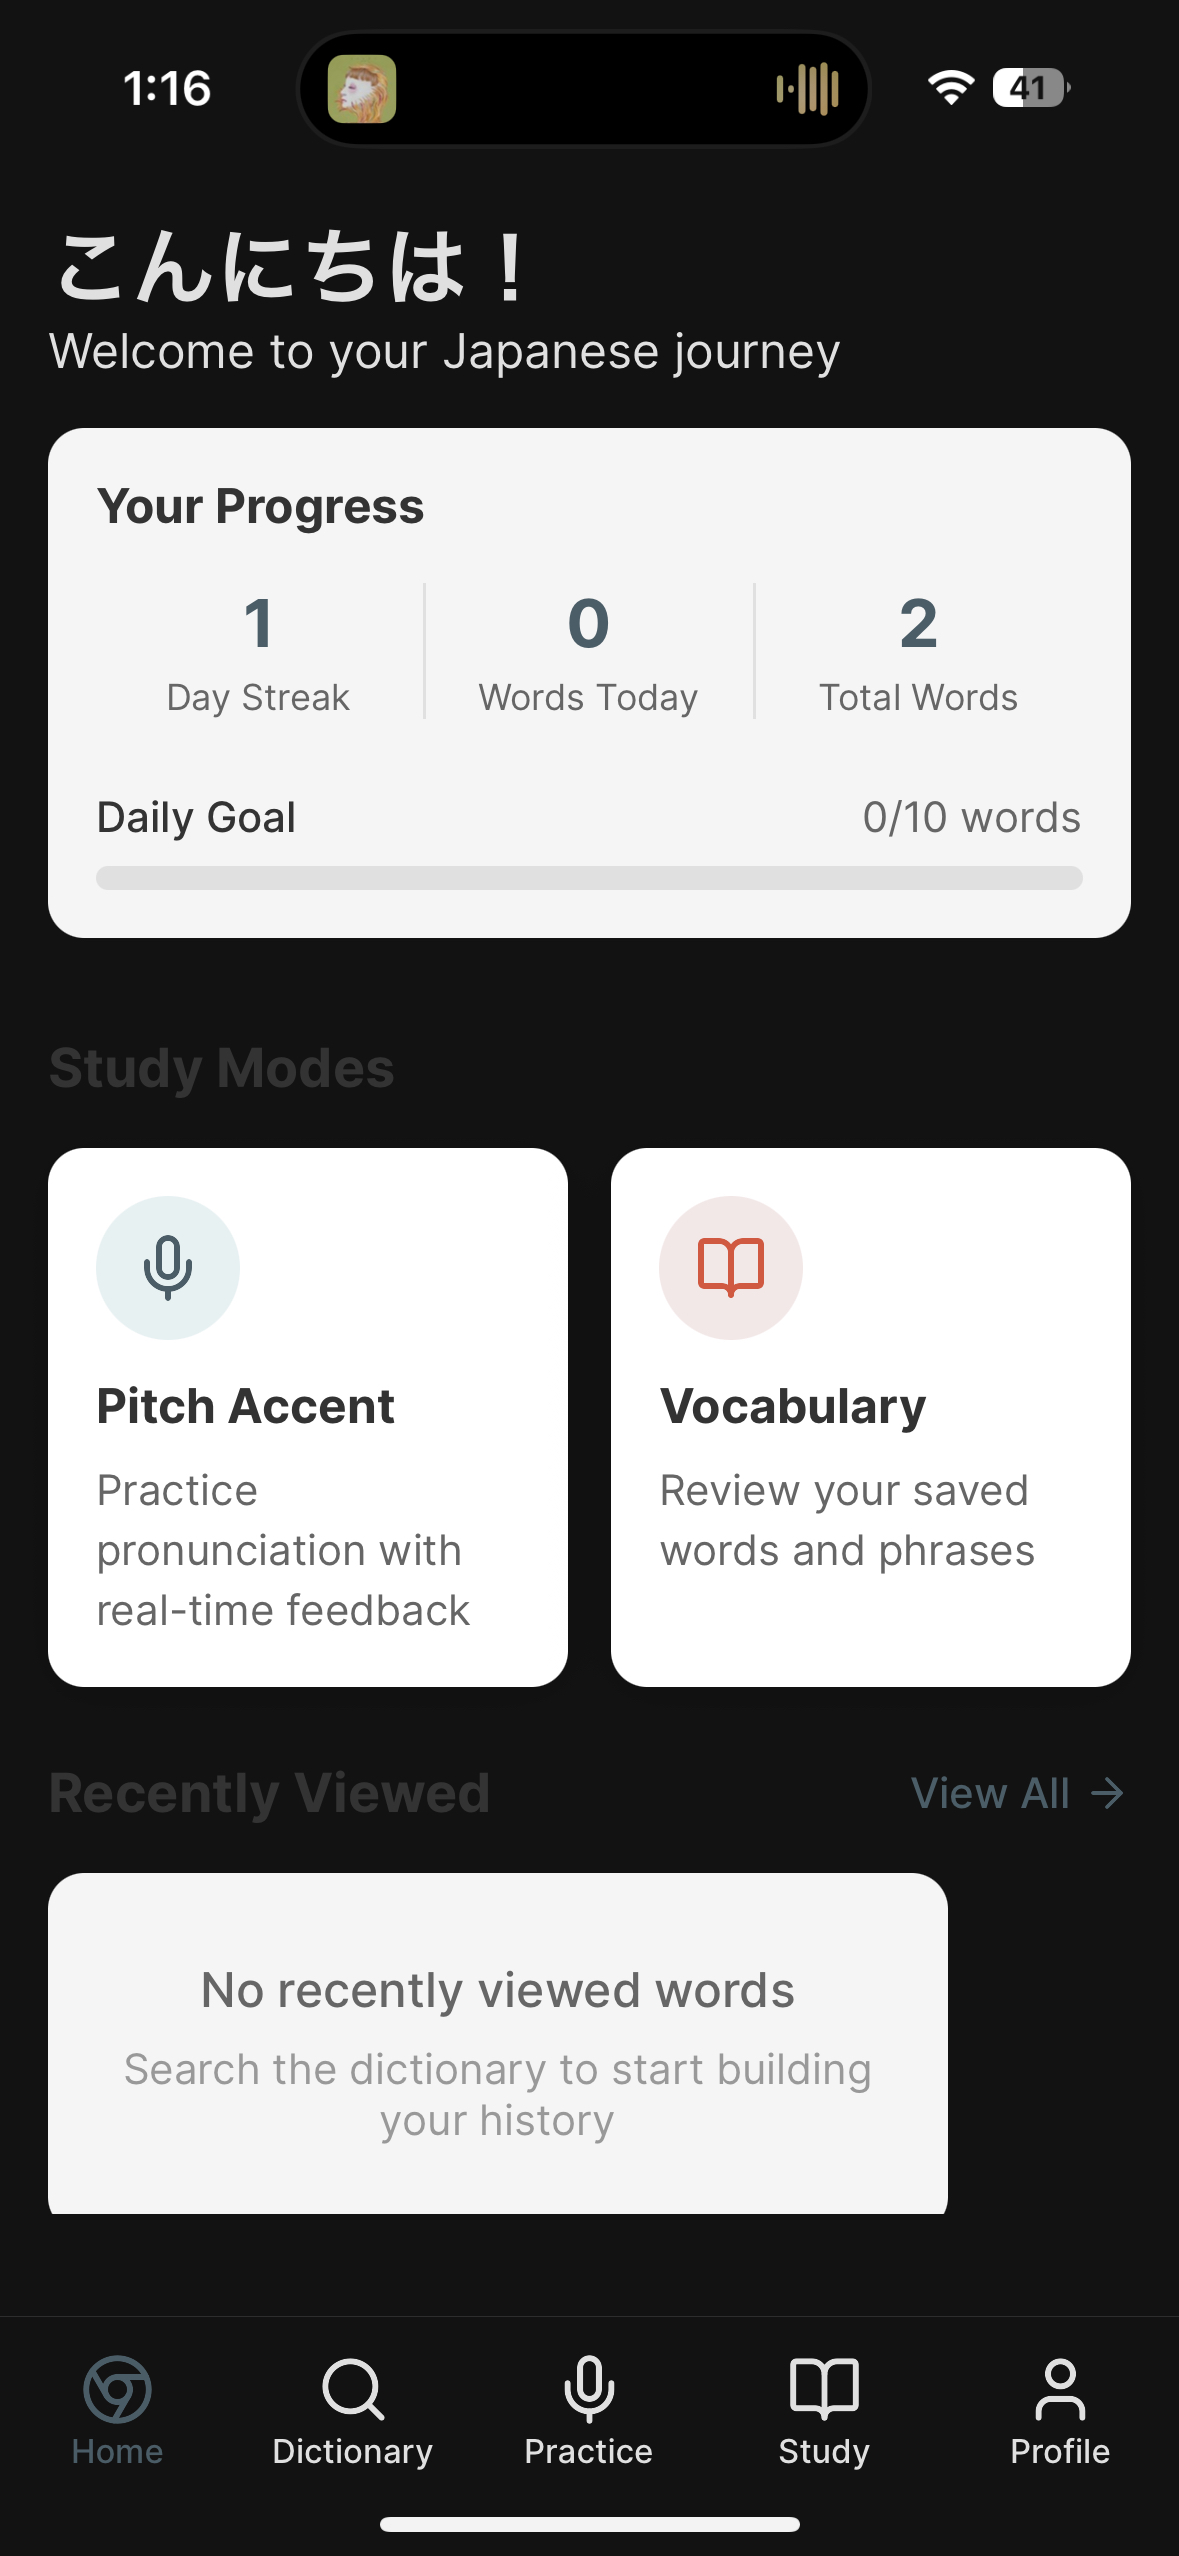 1:16
41
こんにちは！
Welcome to your Japanese journey
Your Progress
1
Day Streak
0
Words Today
2
Total Words
Daily Goal
0/10 words
Study Modes
Pitch Accent
Practice
pronunciation with
real-time feedback
Vocabulary
Review your saved
words and phrases
Recently Viewed
View All →
No recently viewed words
Search the dictionary to start building
your history
Home
Dictionary
Practice
Study
Profile